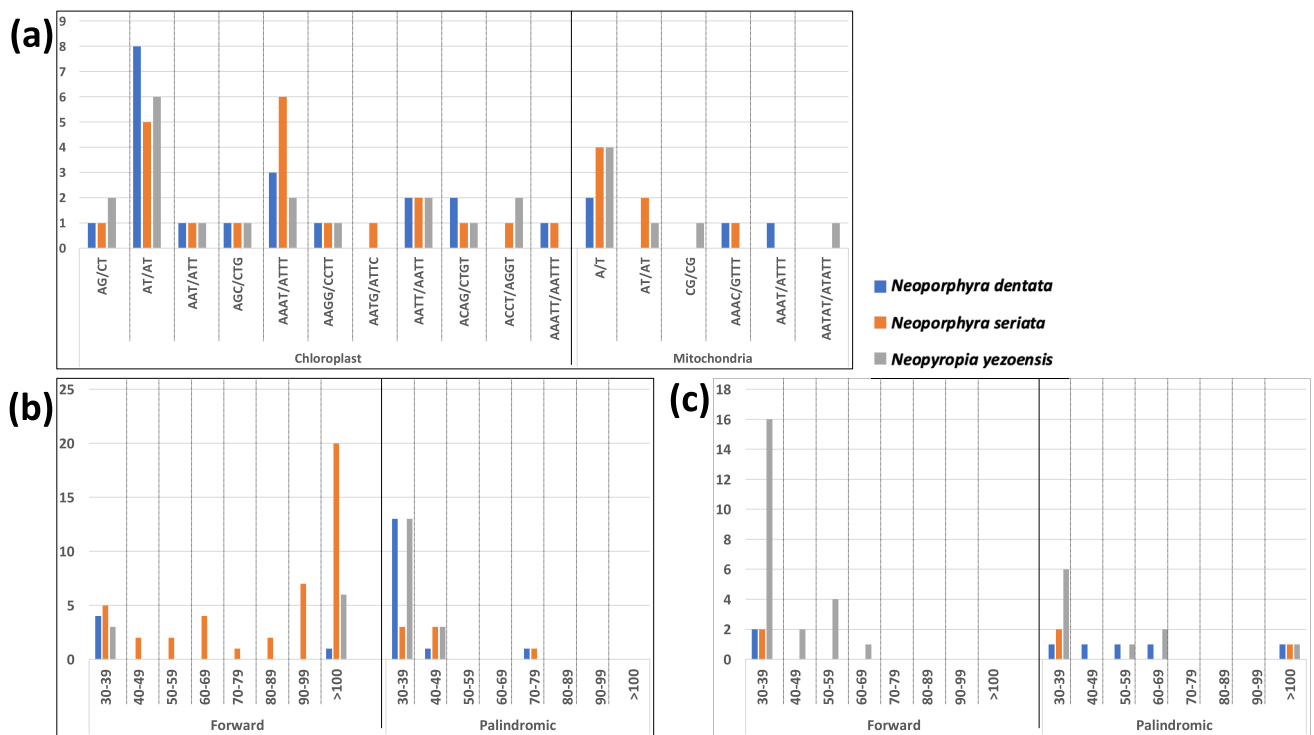 (a)
9
8
7
6
5
4
3
2
1
0
AG/CT
AT/AT
AAT/ATT
AGC/CTG
AAAT/ATTT
AAGG/CCTT
AATG/ATTC
AATT/AATT
ACAG/CTGT
ACCT/AGGT
AAATT/AATTT
A/T
AT/AT
CG/CG
AAAC/GTTT
AAAT/ATTT
AATAT/ATATT
Chloroplast
Mitochondria
Neoporphyra dentata
Neoporphyra seriata
Neopyropia yezoensis
(b)
25
20
15
10
5
0
30-39
40-49
50-59
60-69
70-79
80-89
90-99
>100
30-39
40-49
50-59
60-69
70-79
80-89
90-99
>100
Forward
Palindromic
(c)
18
16
14
12
10
8
6
4
2
0
30-39
40-49
50-59
60-69
70-79
80-89
90-99
>100
30-39
40-49
50-59
60-69
70-79
80-89
90-99
>100
Forward
Palindromic